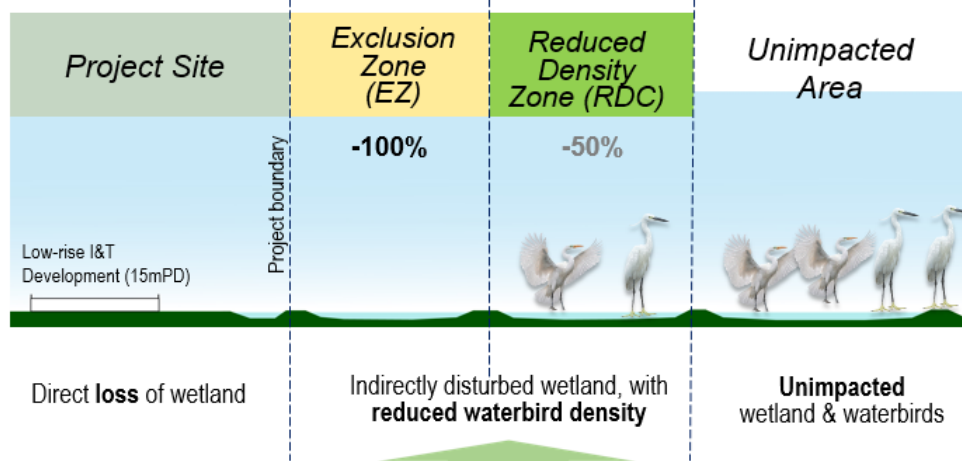 Project Site
Exclusion
Zone
(EZ)
Reduced
Density
Zone (RDC)
Unimpacted
Area
-100%
-50%
Project boundary
Low-rise I&T
Development (15mPD)
Direct loss of wetland
Indirectly disturbed wetland, with
reduced waterbird density
Unimpacted
wetland & waterbirds